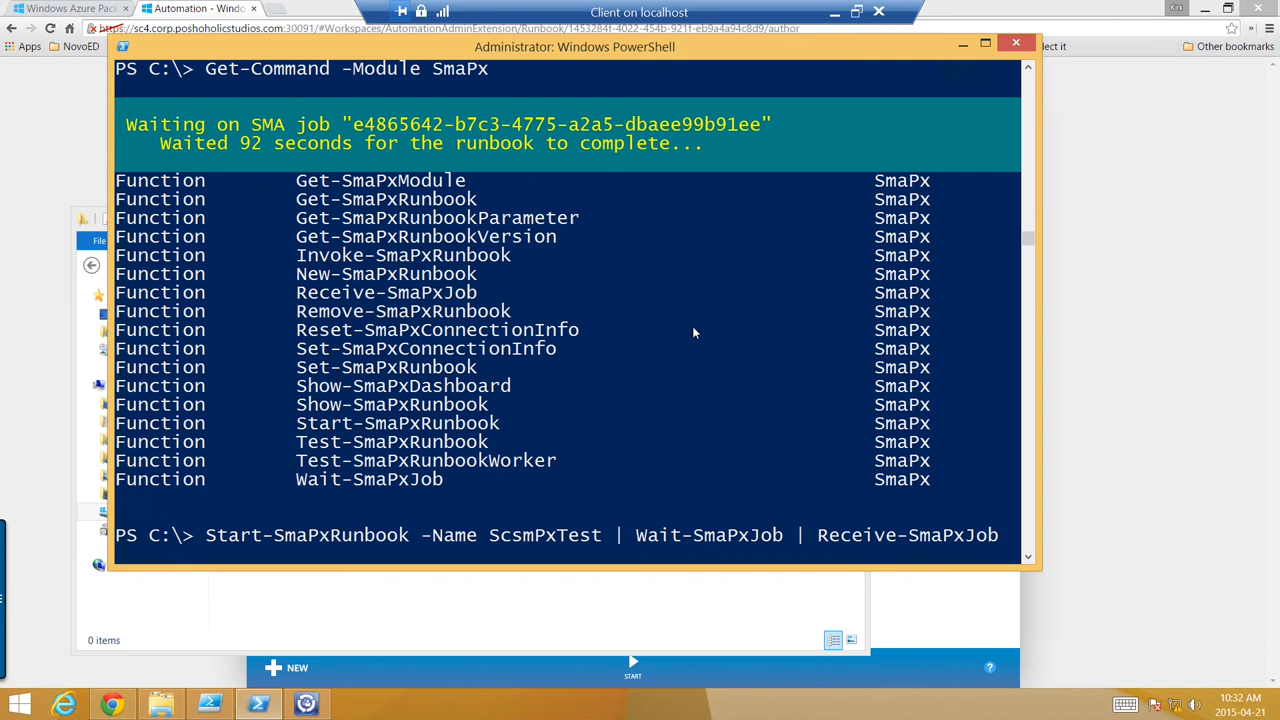 Windows Azure Pack
Automation - Windo
Client on localhost
https://sc4.corp.poshoholicstudios.com:30091/#Workspaces/AutomationAdminExtension/Runbook/1453284f-4022-454b-921f-eb9a4a94c8d9/author
Apps
NovoED
lect it
Other bookmarks
Administrator: Windows PowerShell
PS C:\> Get-Command -Module SmaPx
Waiting on SMA job "e4865642-b7c3-4775-a2a5-dbaee99b91ee"
Waited 92 seconds for the runbook to complete...
Function Get-SmaPxModule SmaPx
Function Get-SmaPxRunbook SmaPx
Function Get-SmaPxRunbookParameter SmaPx
Function Get-SmaPxRunbookVersion SmaPx
Function Invoke-SmaPxRunbook SmaPx
Function New-SmaPxRunbook SmaPx
Function Receive-SmaPxJob SmaPx
Function Remove-SmaPxRunbook SmaPx
Function Reset-SmaPxConnectionInfo SmaPx
Function Set-SmaPxConnectionInfo SmaPx
Function Set-SmaPxRunbook SmaPx
Function Show-SmaPxDashboard SmaPx
Function Show-SmaPxRunbook SmaPx
Function Start-SmaPxRunbook SmaPx
Function Test-SmaPxRunbook SmaPx
Function Test-SmaPxRunbookWorker SmaPx
Function Wait-SmaPxJob SmaPx
PS C:\> Start-SmaPxRunbook -Name ScsmPxTest | Wait-SmaPxJob | Receive-SmaPxJob
File
0 items
NEW
START
10:32 AM
2015-04-21